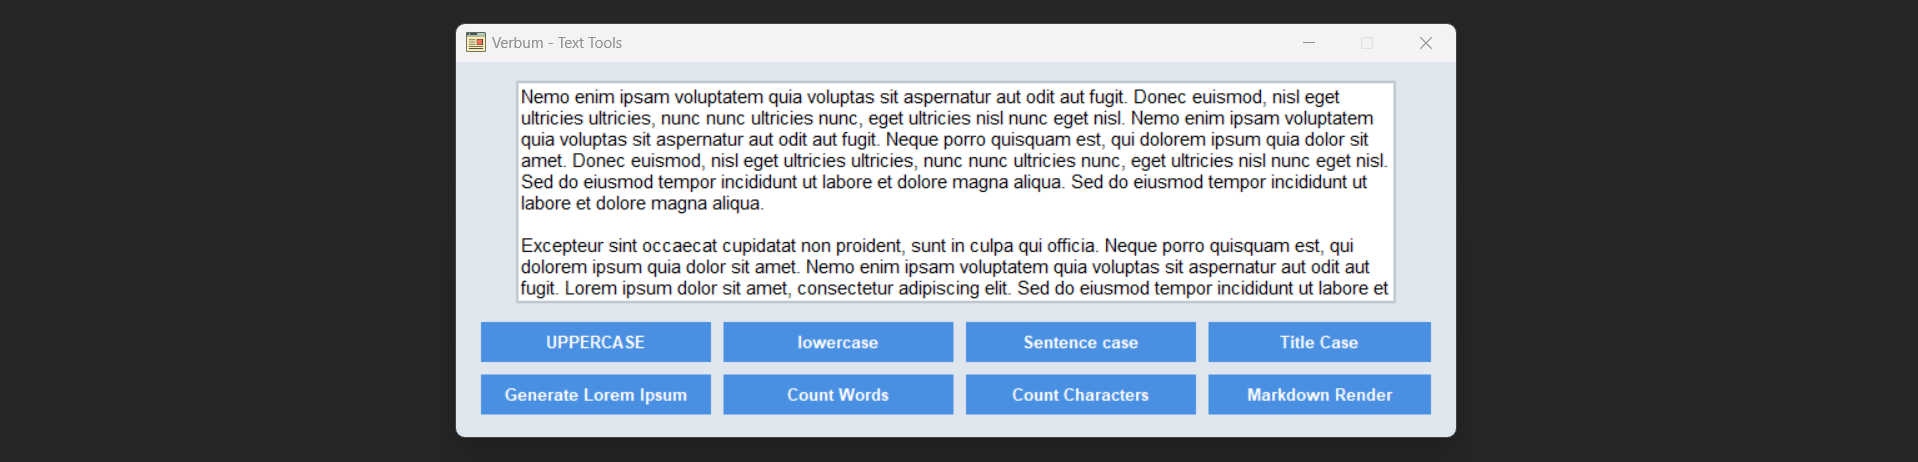 Verbum - Text Tools
Nemo enim ipsam voluptatem quia voluptas sit aspernatur aut odit aut fugit. Donec euismod, nisl eget
ultricies ultricies, nunc nunc ultricies nunc, eget ultricies nisl nunc eget nisl. Nemo enim ipsam voluptatem
quia voluptas sit aspernatur aut odit aut fugit. Neque porro quisquam est, qui dolorem ipsum quia dolor sit
amet. Donec euismod, nisl eget ultricies ultricies, nunc nunc ultricies nunc, eget ultricies nisl nunc eget nisl.
Sed do eiusmod tempor incididunt ut labore et dolore magna aliqua. Sed do eiusmod tempor incididunt ut
labore et dolore magna aliqua.
Excepteur sint occaecat cupidatat non proident, sunt in culpa qui officia. Neque porro quisquam est, qui
dolorem ipsum quia dolor sit amet. Nemo enim ipsam voluptatem quia voluptas sit aspernatur aut odit aut
fugit. Lorem ipsum dolor sit amet, consectetur adipiscing elit. Sed do eiusmod tempor incididunt ut labore et
UPPERCASE lowercase Sentence case Title Case
Generate Lorem Ipsum Count Words Count Characters Markdown Render